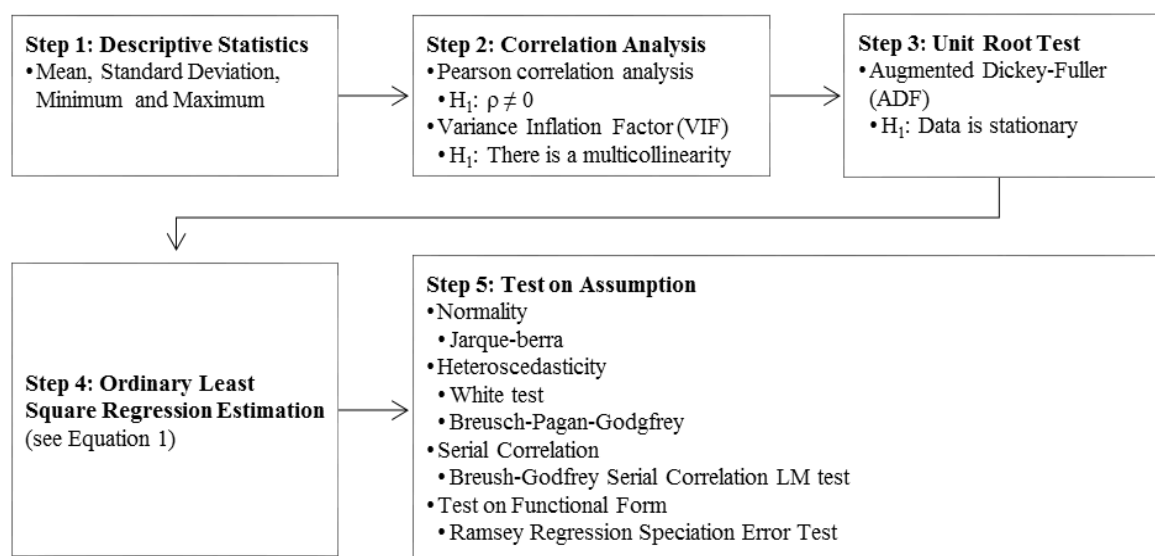 Step 1: Descriptive Statistics
•Mean, Standard Deviation,
Minimum and Maximum
Step 2: Correlation Analysis
•Pearson correlation analysis
•H₁: ρ ≠ 0
•Variance Inflation Factor (VIF)
•H₁: There is a multicollinearity
Step 3: Unit Root Test
•Augmented Dickey-Fuller
(ADF)
•H₁: Data is stationary
Step 4: Ordinary Least
Square Regression Estimation
(see Equation 1)
Step 5: Test on Assumption
•Normality
•Jarque-berra
•Heteroscedasticity
•White test
•Breusch-Pagan-Godgfrey
•Serial Correlation
•Breush-Godfrey Serial Correlation LM test
•Test on Functional Form
•Ramsey Regression Speciation Error Test